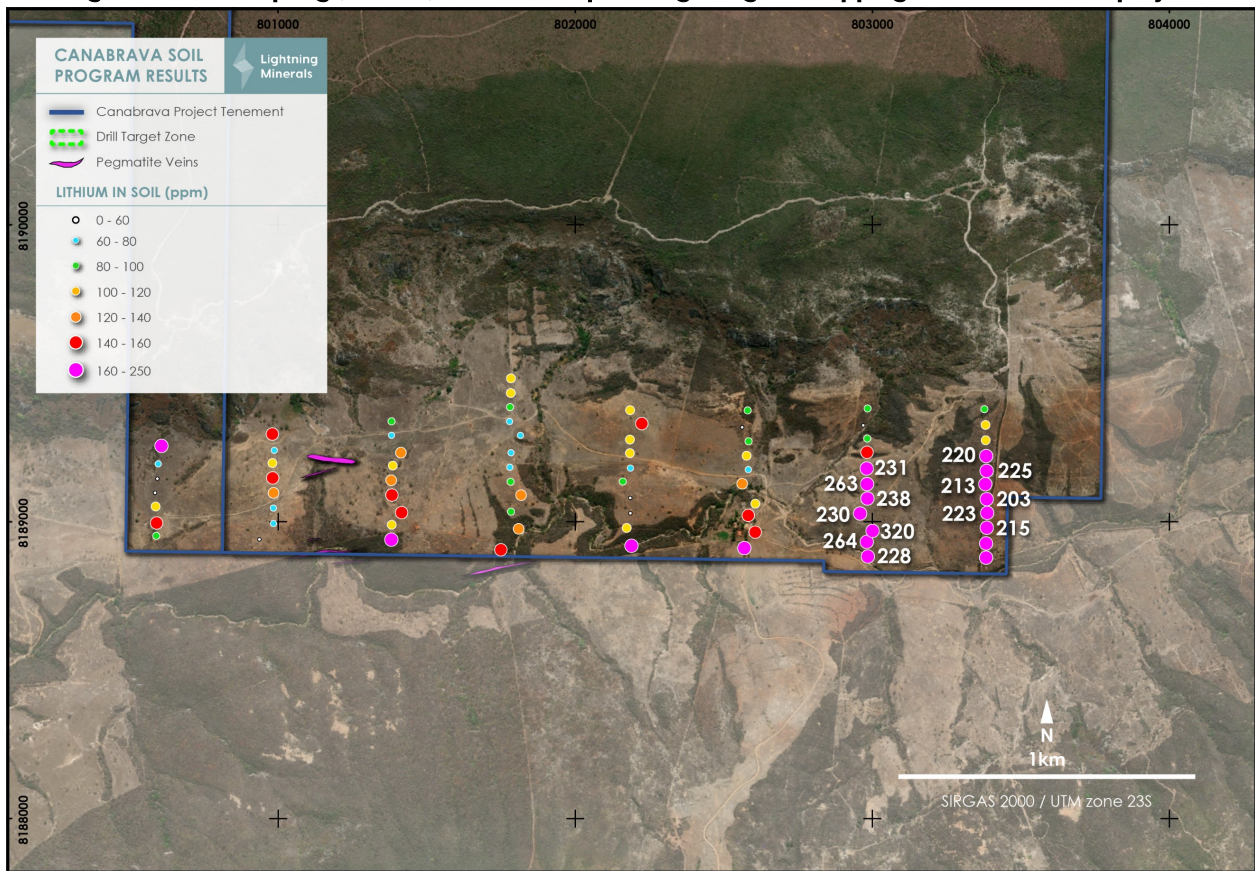 801000
802000
803000
804000
CANABRAVA SOIL
PROGRAM RESULTS
Lightning
Minerals
Canabrava Project Tenement
Drill Target Zone
Pegmatite Veins
LITHIUM IN SOIL (ppm)
0 - 60
60 - 80
80 - 100
100 - 120
120 - 140
140 - 160
160 - 250
8190000
8189000
8188000
231
263
238
230
320
264
228
220
225
213
203
223
215
N
1km
SIRGAS 2000 / UTM zone 23S